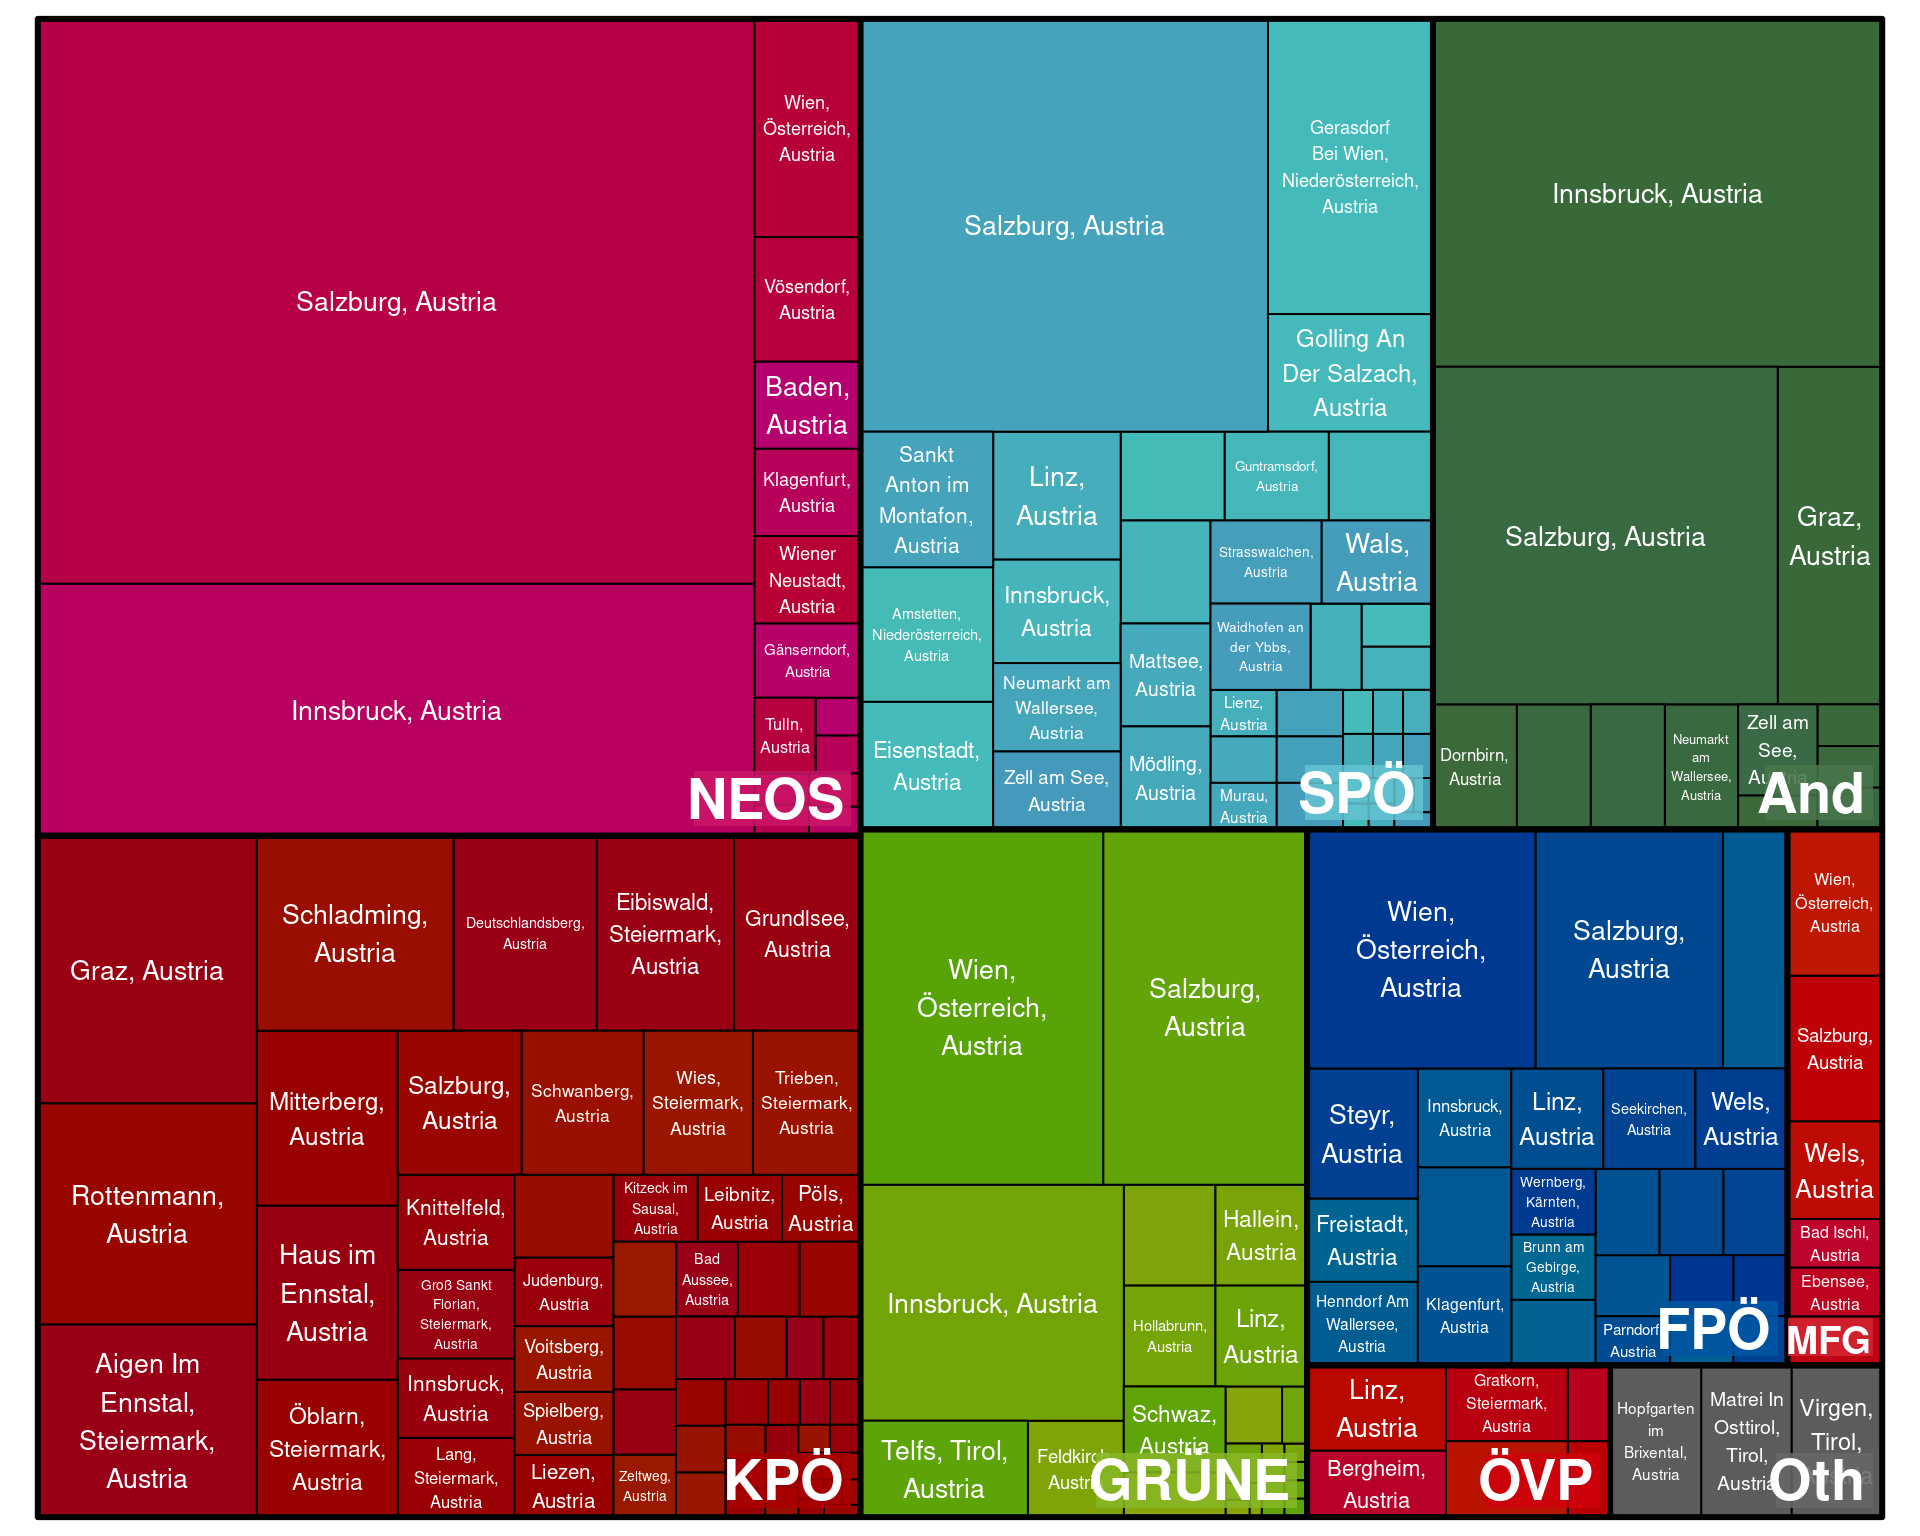 Salzburg, Austria
Innsbruck, Austria
Wien,
Österreich,
Austria
Vösendorf,
Austria
Baden,
Austria
Klagenfurt,
Austria
Wiener
Neustadt,
Austria
Gänserndorf,
Austria
Tulln,
Austria
NEOS
Salzburg, Austria
Gerasdorf
Bei Wien,
Niederösterreich,
Austria
Golling An
Der Salzach,
Austria
Sankt
Anton im
Montafon,
Austria
Amstetten,
Niederösterreich,
Austria
Eisenstadt,
Austria
Linz,
Austria
Innsbruck,
Austria
Neumarkt am
Wallersee,
Austria
Zell am See,
Austria
Guntramsdorf,
Austria
Strasswalchen,
Austria
Wals,
Austria
Waidhofen an
der Ybbs,
Austria
Mattsee,
Austria
Mödling,
Austria
Lienz,
Austria
Murau,
Austria
SPÖ
Innsbruck, Austria
Salzburg, Austria
Graz,
Austria
Dornbirn,
Austria
Neumarkt
am
Wallersee,
Austria
Zell am
See,
Austria
And
Graz, Austria
Rottenmann,
Austria
Aigen Im
Ennstal,
Steiermark,
Austria
Schladming,
Austria
Deutschlandsberg,
Austria
Eibiswald,
Steiermark,
Austria
Grundlsee,
Austria
Mitterberg,
Austria
Haus im
Ennstal,
Austria
Öblarn,
Steiermark,
Austria
Salzburg,
Austria
Schwanberg,
Austria
Wies,
Steiermark,
Austria
Trieben,
Steiermark,
Austria
Knittelfeld,
Austria
Groß Sankt
Florian,
Steiermark,
Austria
Innsbruck,
Austria
Lang,
Steiermark,
Austria
Judenburg,
Austria
Voitsberg,
Austria
Spielberg,
Austria
Liezen,
Austria
Kitzeck im
Sausal,
Austria
Leibnitz,
Austria
Pöls,
Austria
Bad
Aussee,
Austria
Zeltweg,
Austria
KPÖ
Wien,
Österreich,
Austria
Salzburg,
Austria
Innsbruck, Austria
Telfs, Tirol,
Austria
Feldkirch,
Austria
Hallein,
Austria
Hollabrunn,
Austria
Linz,
Austria
Schwaz,
Austria
GRÜNE
Wien,
Österreich,
Austria
Salzburg,
Austria
Steyr,
Austria
Freistadt,
Austria
Henndorf Am
Wallersee,
Austria
Innsbruck,
Austria
Klagenfurt,
Austria
Linz,
Austria
Seekirchen,
Austria
Wels,
Austria
Wernberg,
Kärnten,
Austria
Brunn am
Gebirge,
Austria
Parndorf,
Austria
FPÖ
Wien,
Österreich,
Austria
Salzburg,
Austria
Wels,
Austria
Bad Ischl,
Austria
Ebensee,
Austria
MFG
Linz,
Austria
Bergheim,
Austria
Gratkorn,
Steiermark,
Austria
ÖVP
Hopfgarten
im
Brixental,
Austria
Matrei In
Osttirol,
Tirol,
Austria
Virgen,
Tirol,
Austria
Oth